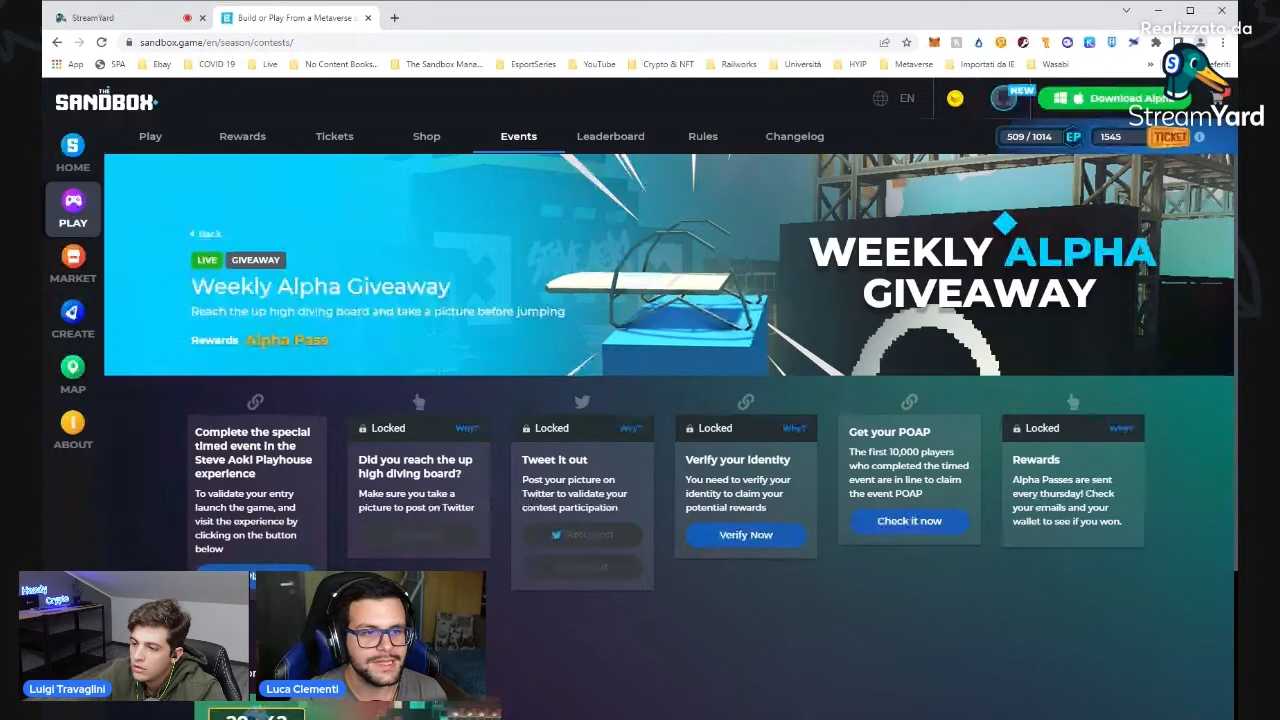 StreamYard
Build or Play From a Metaverse
sandbox.game/en/season/contests/
Realizzato da
App
SPA
Ebay
COVID 19
Live
No Content Books...
The Sandbox Mana...
ISportSeries
YouTube
Crypto & NFT
Railworks
Università
HYIP
Metaverse
Importati da IE
Wasabi
StreamYard
THE
SANDBOX
EN
NEW
Download Alpha
Play
Rewards
Tickets
Shop
Events
Leaderboard
Rules
Changelog
509 / 1014
EP
1545
TICKET
HOME
PLAY
MARKET
CREATE
MAP
ABOUT
Back
LIVE
GIVEAWAY
Weekly Alpha Giveaway
Reach the up high diving board and take a picture before jumping
Rewards Alpha Pass
WEEKLY ALPHA
GIVEAWAY
Complete the special
timed event in the
Steve Aoki Playhouse
experience
To validate your entry
launch the game, and
visit the experience by
clicking on the button
below
Locked
Why?
Did you reach the up
high diving board?
Make sure you take a
picture to post on Twitter
Locked
Why?
Tweet it out
Post your picture on
Twitter to validate your
contest participation
Reconnect
Locked
Why?
Verify your identity
You need to verify your
identity to claim your
potential rewards
Verify Now
Get your POAP
The first 10,000 players
who completed the timed
event are in line to claim
the event POAP
Check it now
Locked
Why?
Rewards
Alpha Passes are sent
every thursday! Check
your emails and your
wallet to see if you won.
Crypto
Luigi Travaglini
Luca Clementi